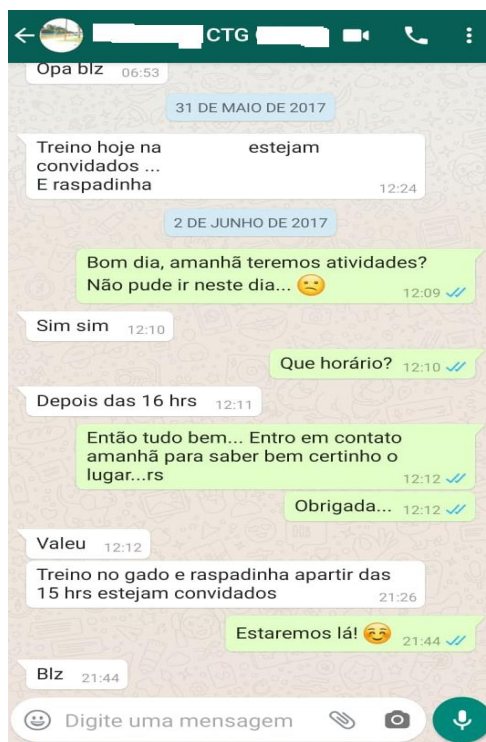 CTG
Opa blz 06:53
31 DE MAIO DE 2017
Treino hoje na estejam
convidados ...
E raspadinha 12:24
2 DE JUNHO DE 2017
Bom dia, amanhã teremos atividades?
Não pude ir neste dia... 12:09
Sim sim 12:10
Que horário? 12:10
Depois das 16 hrs 12:11
Então tudo bem... Entro em contato
amanhã para saber bem certinho o
lugar...rs 12:12
Obrigada... 12:12
Valeu 12:12
Treino no gado e raspadinha apartir das
15 hrs estejam convidados 21:26
Estaremos lá! 21:44
Blz 21:44
Digite uma mensagem